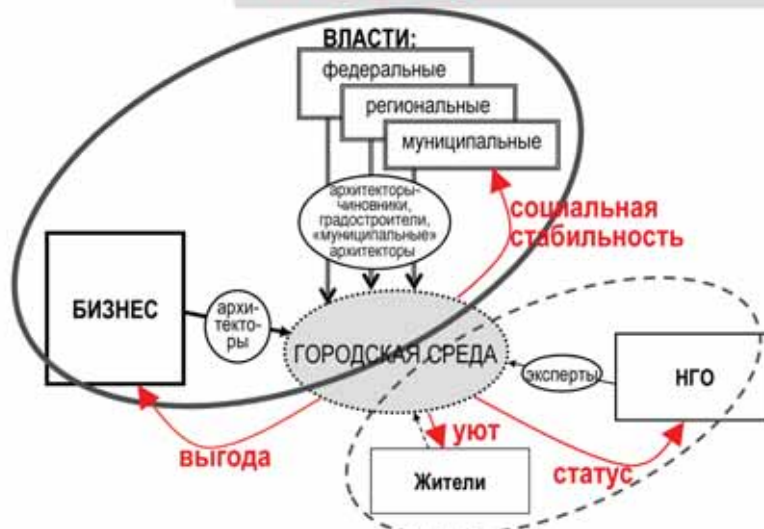 ВЛАСТИ:
федеральные
региональные
муниципальные
архитекторы-
чиновники,
градостроители,
«муниципальные»
архитекторы
социальная
стабильность
БИЗНЕС
архи-
текто-
ры
ГОРОДСКАЯ СРЕДА
эксперты
НГО
выгода
уют
Жители
статус